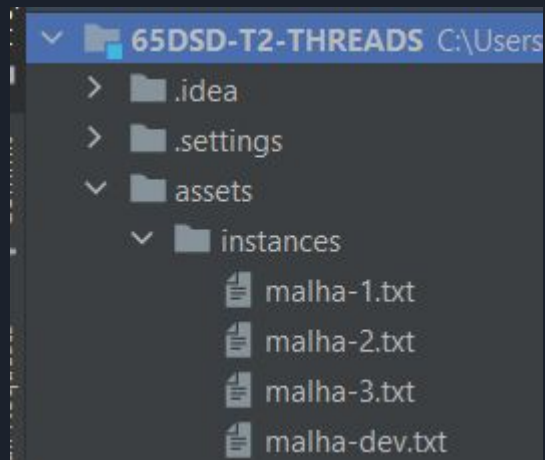 65DSD-T2-THREADS C:\Users
.idea
.settings
assets
instances
malha-1.txt
malha-2.txt
malha-3.txt
malha-dev.txt